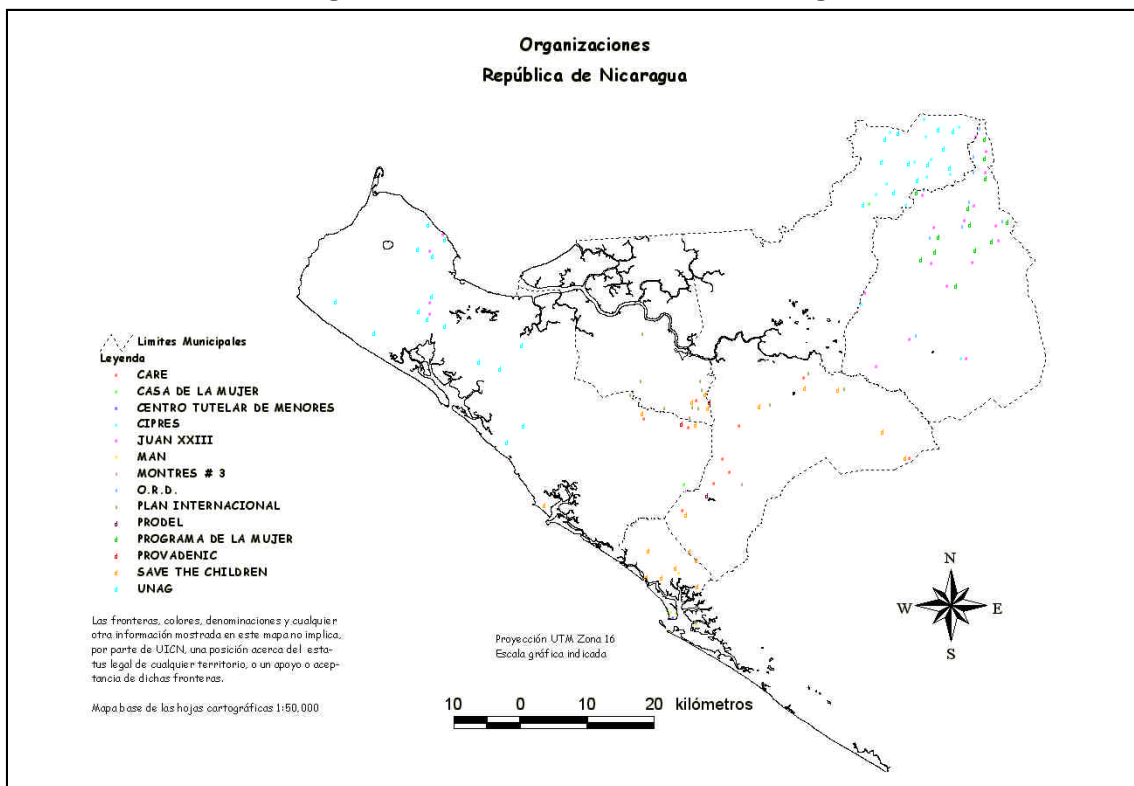 Organizaciones
República de Nicaragua
Limites Municipales
Leyenda
CARE
CASA DE LA MUJER
CENTRO TUTELAR DE MENORES
CIPRES
JUAN XXIII
MAN
MONTRES # 3
O.R.D.
PLAN INTERNACIONAL
PRODEL
PROGRAMA DE LA MUJER
PROVADENIC
SAVE THE CHILDREN
UNAG
Las fronteras, colores, denominaciones y cualquier
otra información mostrada en este mapa no implica,
por parte de UICN, una posición acerca del esta-
tus legal de cualquier territorio, o un apoyo o acep-
tancia de dichas fronteras.
Mapa base de las hojas cartográficas 1:50,000
Proyección UTM Zona 16
Escala gráfica indicada
10 0 10 20 kilómetros
N
W E
S